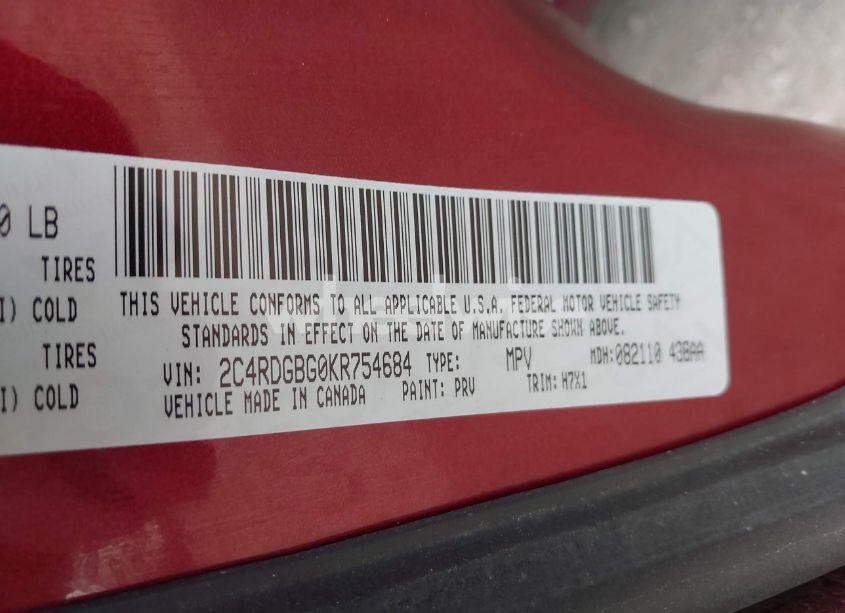 0 LB
TIRES
I) COLD
TIRES
I) COLD
THIS VEHICLE CONFORMS TO ALL APPLICABLE U.S.A. FEDERAL MOTOR VEHICLE SAFETY
STANDARDS IN EFFECT ON THE DATE OF MANUFACTURE SHOWN ABOVE.
VIN: 2C4RDGBG0KR754684 TYPE: MPV MDH:082110 438AA
VEHICLE MADE IN CANADA PAINT: PRV TRIM: H7X1